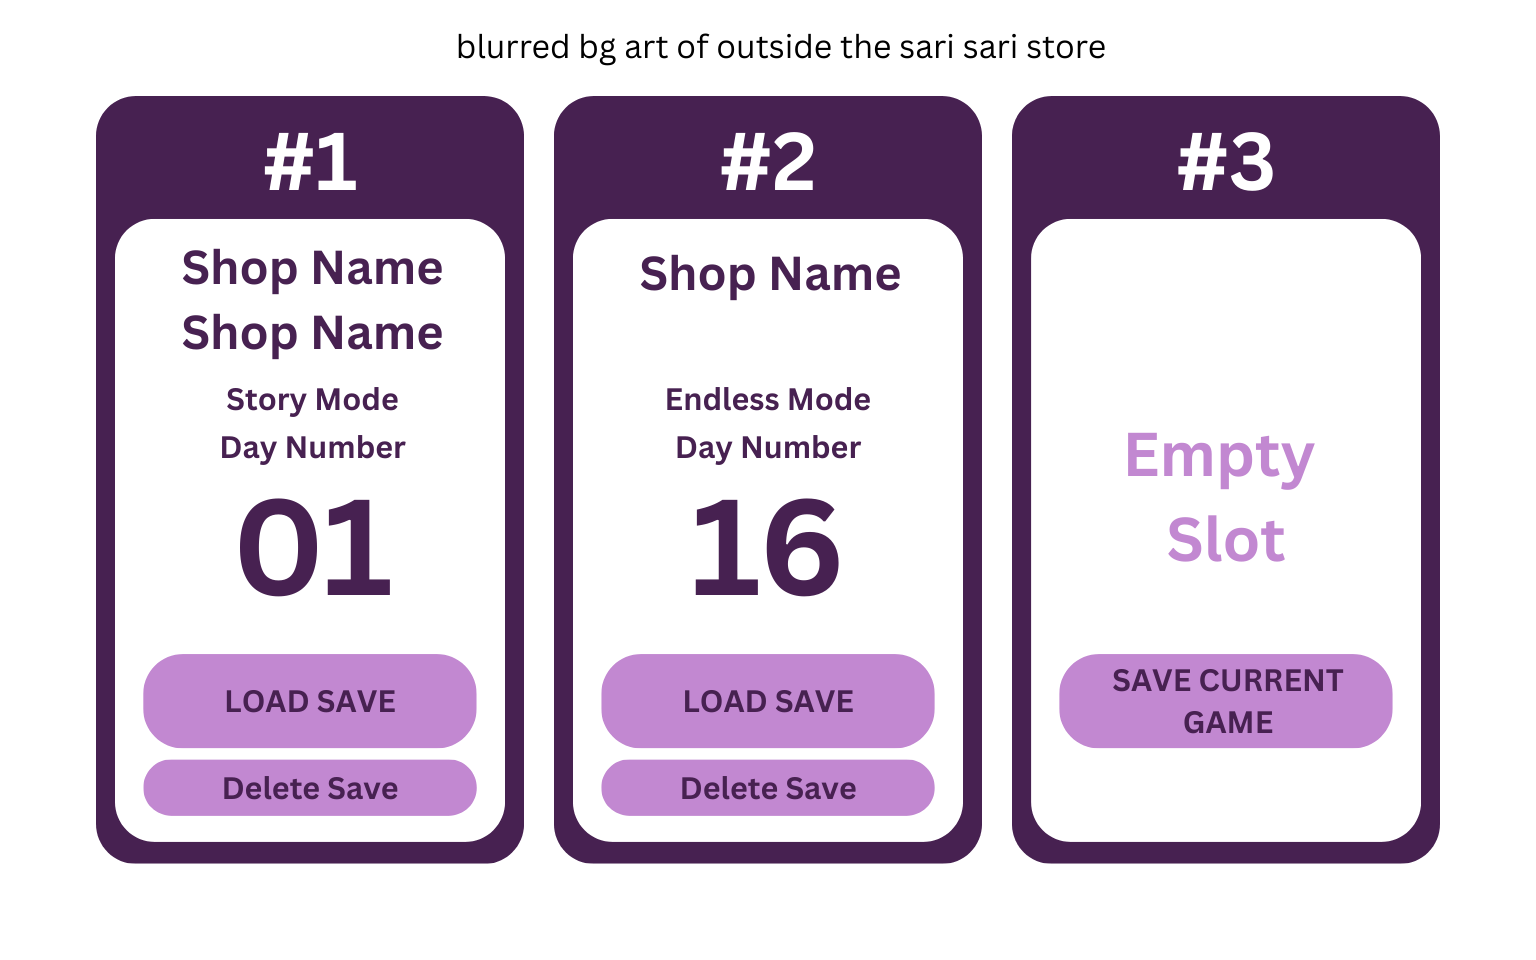 blurred bg art of outside the sari sari store
#1
Shop Name
Shop Name
Story Mode
Day Number
01
LOAD SAVE
Delete Save
#2
Shop Name
Endless Mode
Day Number
16
LOAD SAVE
Delete Save
#3
Empty
Slot
SAVE CURRENT
GAME